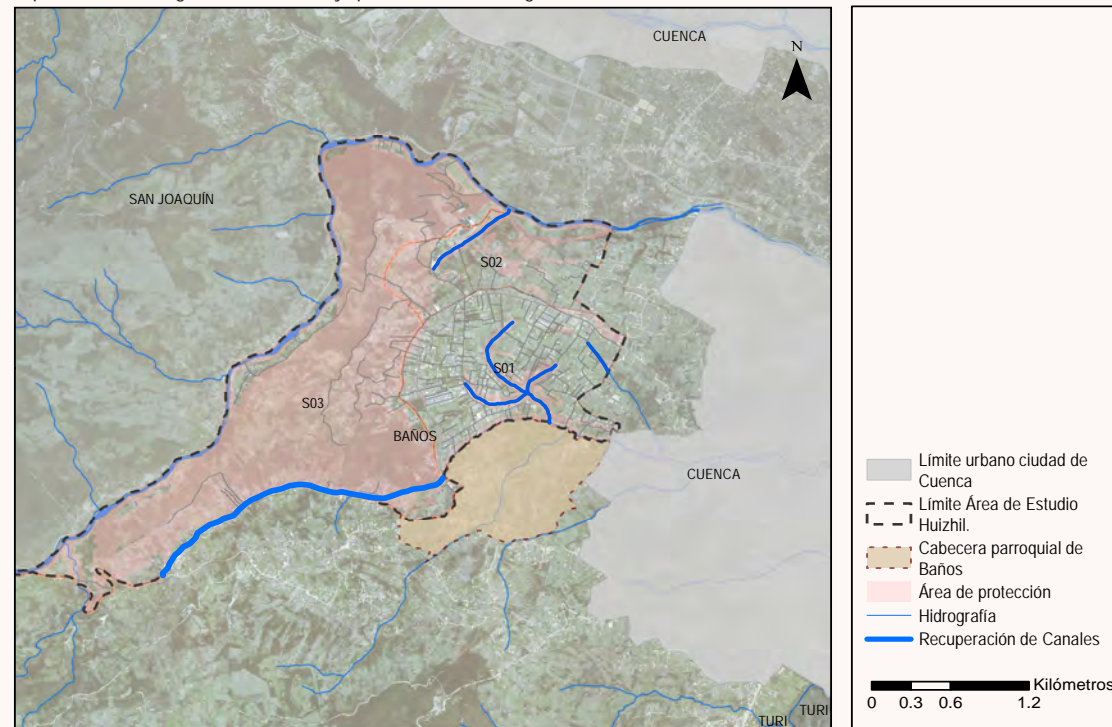 CUENCA
N
SAN JOAQUÍN
S02
S01
S03
BAÑOS
CUENCA
TURI
TURI
Límite urbano ciudad de
Cuenca
Límite Área de Estudio
Huizhil.
Cabecera parroquial de
Baños
Área de protección
Hidrografía
Recuperación de Canales
Kilómetros
0 0.3 0.6 1.2